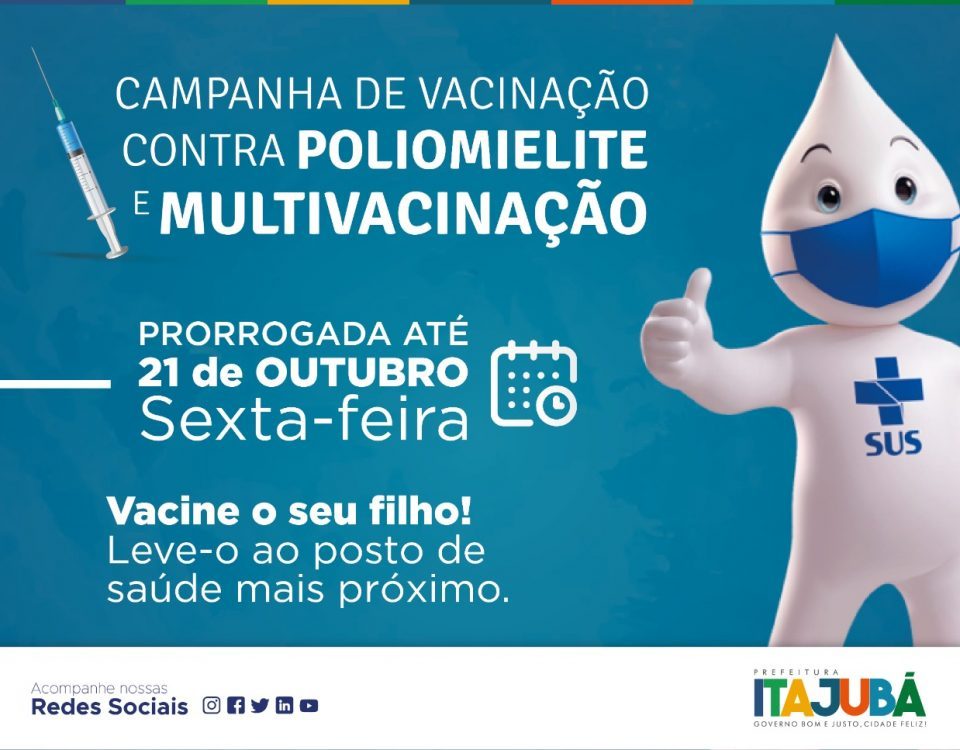 CAMPANHA DE VACINAÇÃO
CONTRA POLIOMIELITE
E MULTIVACINAÇÃO
PRORROGADA ATÉ
21 de OUTUBRO
Sexta-feira
SUS
Vacine o seu filho!
Leve-o ao posto de
saúde mais próximo.
Acompanhe nossas
Redes Sociais
PREFEITURA
ITAJUBÁ
GOVERNO BOM E JUSTO, CIDADE FELIZ!